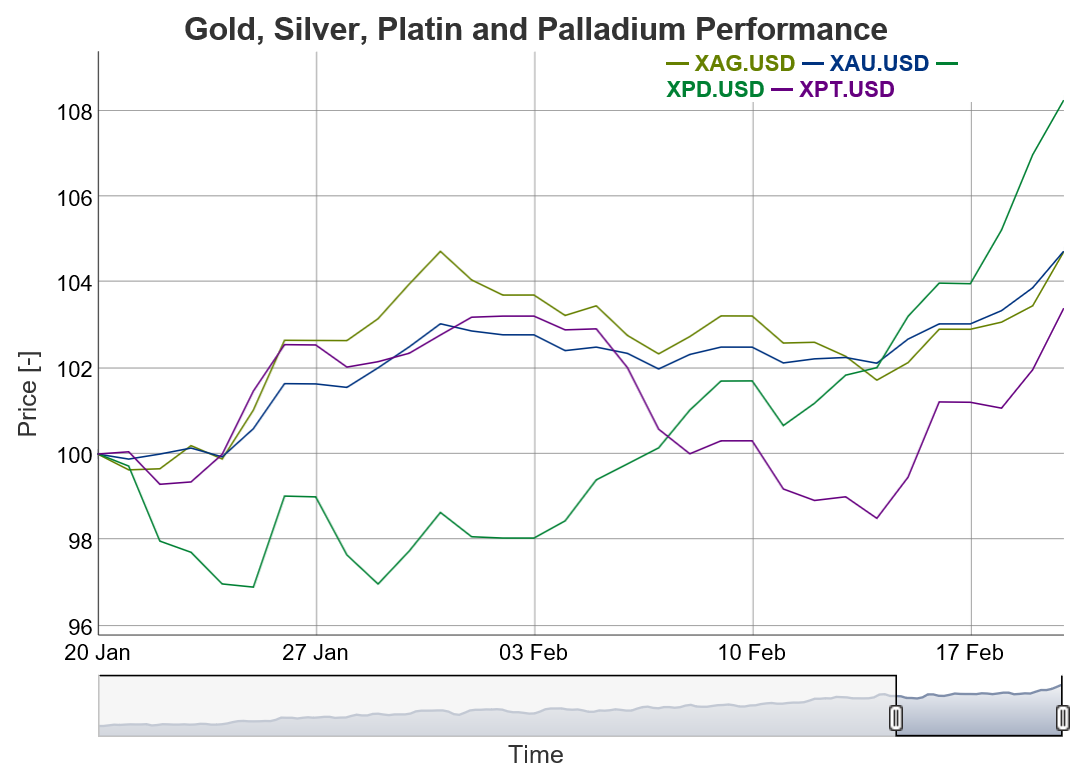 Gold, Silver, Platin and Palladium Performance
XAG.USD XAU.USD
XPD.USD XPT.USD
108
106
104
102
100
98
96
Price [-]
20 Jan 27 Jan 03 Feb 10 Feb 17 Feb
Time